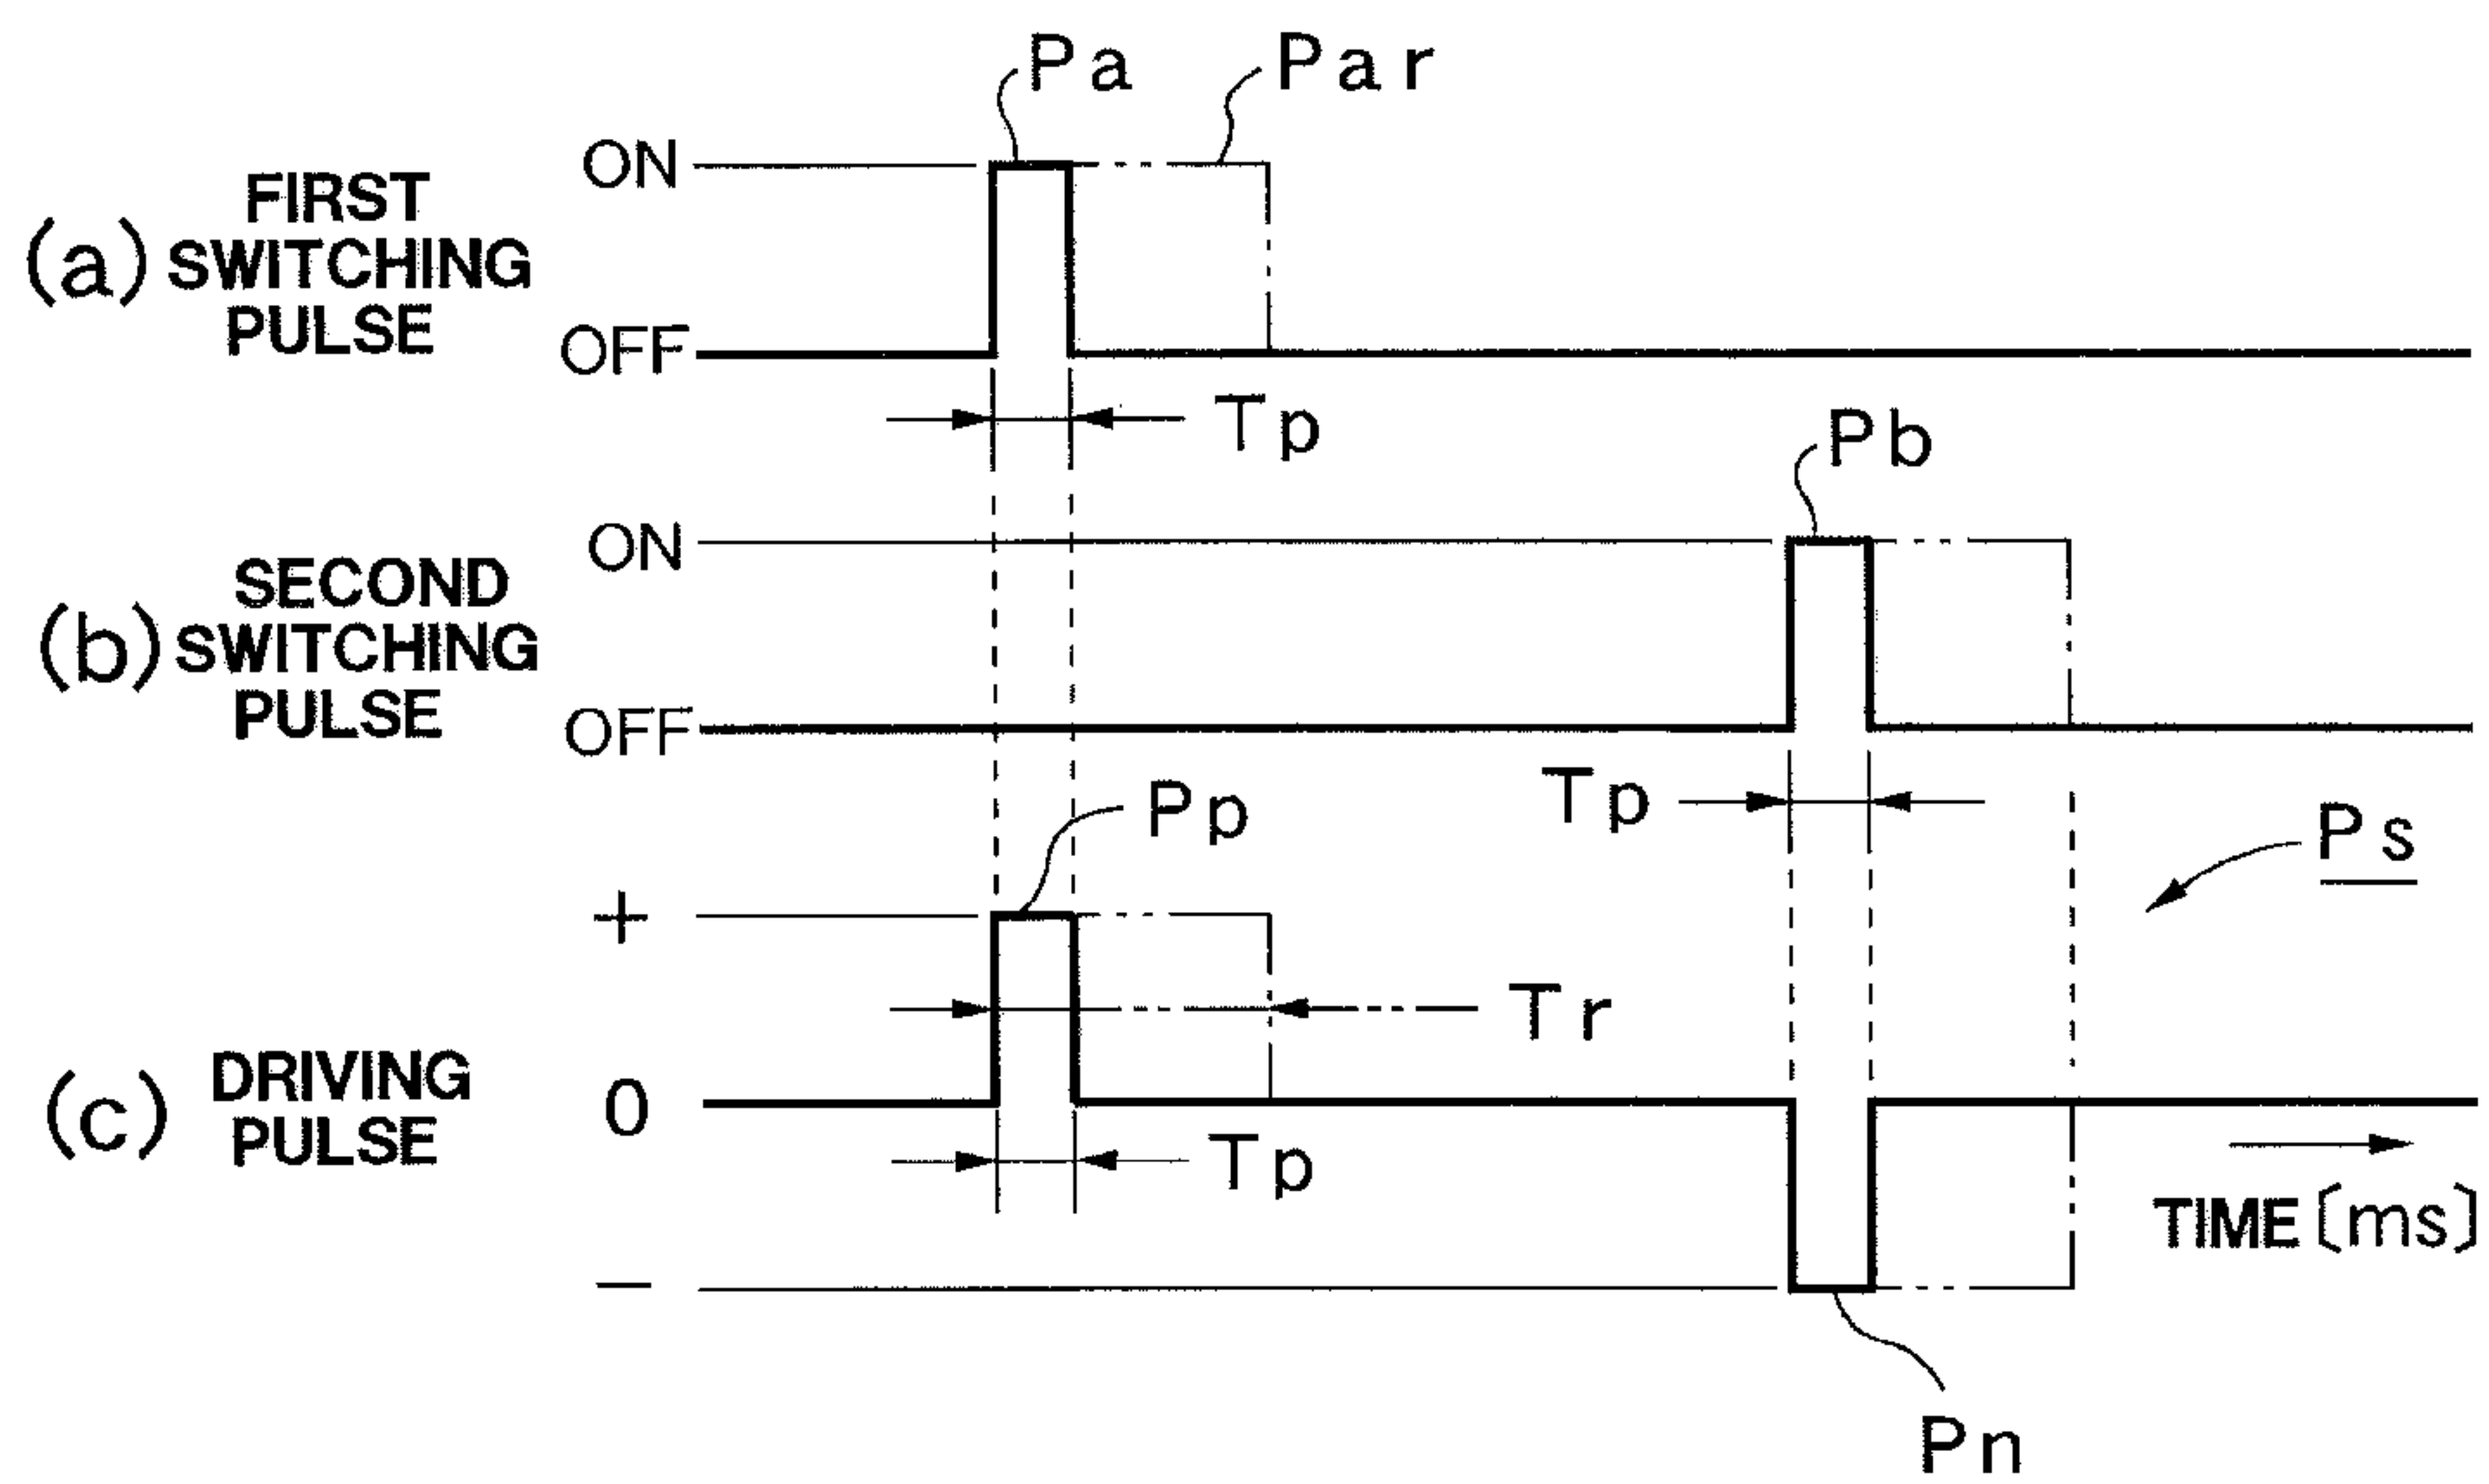 Pa
Par
(a) FIRST SWITCHING PULSE
ON
OFF
Tp
Pb
(b) SECOND SWITCHING PULSE
ON
OFF
Tp
Pp
Ps
(c) DRIVING PULSE
+
Tr
0
Tp
TIME [ms]
−
Pn